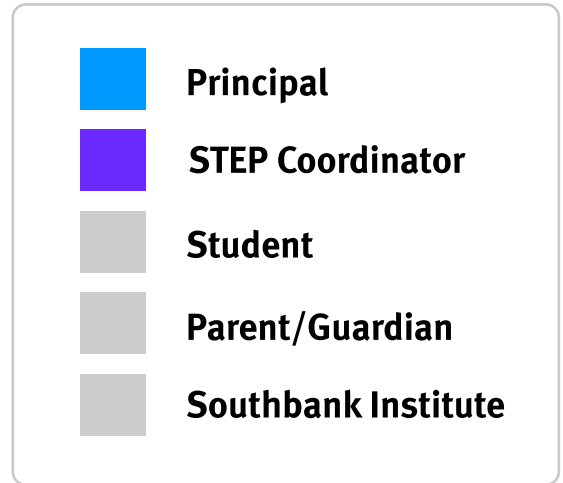 Principal
STEP Coordinator
Student
Parent/Guardian
Southbank Institute